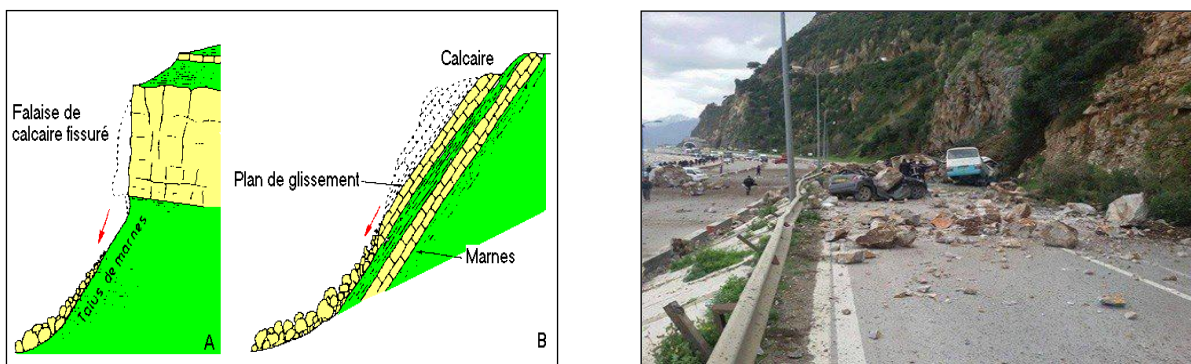 Falaise de
calcaire fissuré
Talus de marnes
A
Calcaire
Plan de glissement
Marnes
B